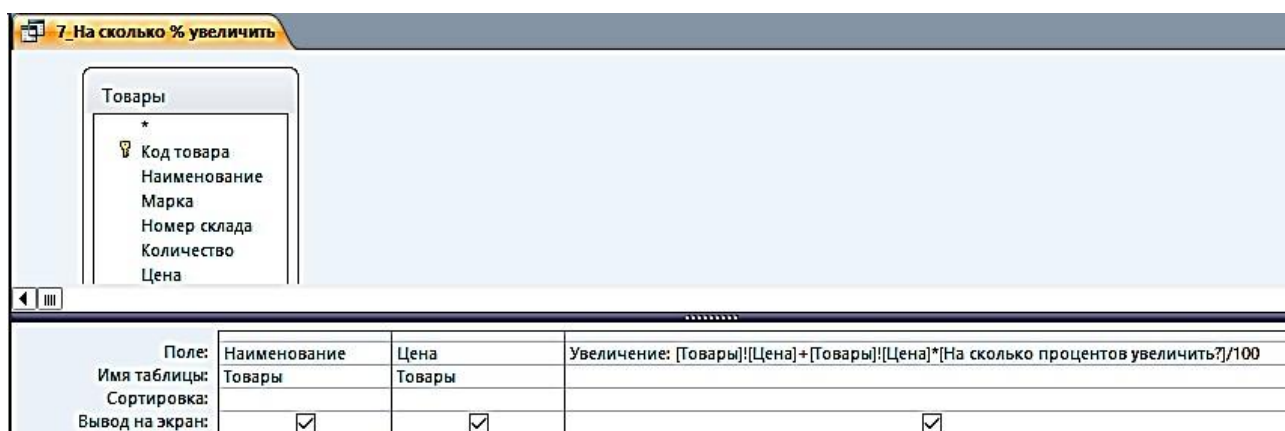 7_На сколько % увеличить
Товары
*
Код товара
Наименование
Марка
Номер склада
Количество
Цена
Поле: Наименование Цена Увеличение: [Товары]![Цена]+[Товары]![Цена]*[На сколько процентов увеличить?]/100
Имя таблицы: Товары Товары
Сортировка:
Вывод на экран: